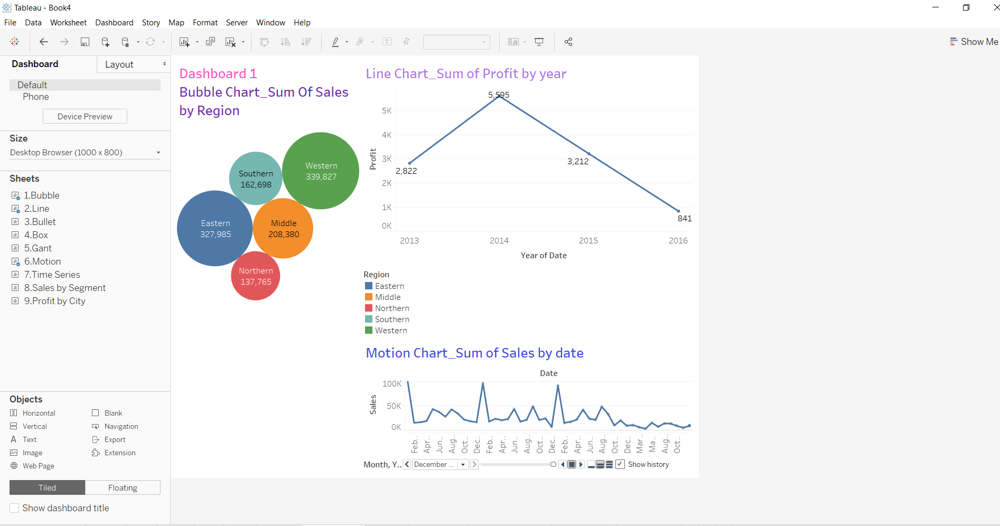 Tableau - Book4
File Data Worksheet Dashboard Story Map Format Server Window Help
Show Me
Dashboard Layout
Default
Phone
Device Preview
Size
Desktop Browser (1000 x 800)
Sheets
1.Bubble
2.Line
3.Bullet
4.Box
5.Gant
6.Motion
7.Time Series
8.Sales by Segment
9.Profit by City
Objects
Horizontal Blank
Vertical Navigation
Text Export
Image Extension
Web Page
Tiled Floating
Show dashboard title
Dashboard 1
Bubble Chart_Sum Of Sales
by Region
Western
339,827
Southern
162,698
Eastern
327,985
Middle
208,380
Northern
137,765
Line Chart_Sum of Profit by year
5,595
5K
4K
3K
2K
1K
0K
Profit
2,822
3,212
841
2013 2014 2015 2016
Year of Date
Region
Eastern
Middle
Northern
Southern
Western
Motion Chart_Sum of Sales by date
Date
100K
50K
0K
Sales
Feb.. Apr.. Jun.. Aug.. Oct.. Dec.. Feb.. Apr.. Jun.. Aug.. Oct.. Dec.. Feb.. Apr.. Jun.. Aug.. Oct.. Dec.. Mar.. Ma.. Aug.. Oct..
Month, Y.. December ... Show history